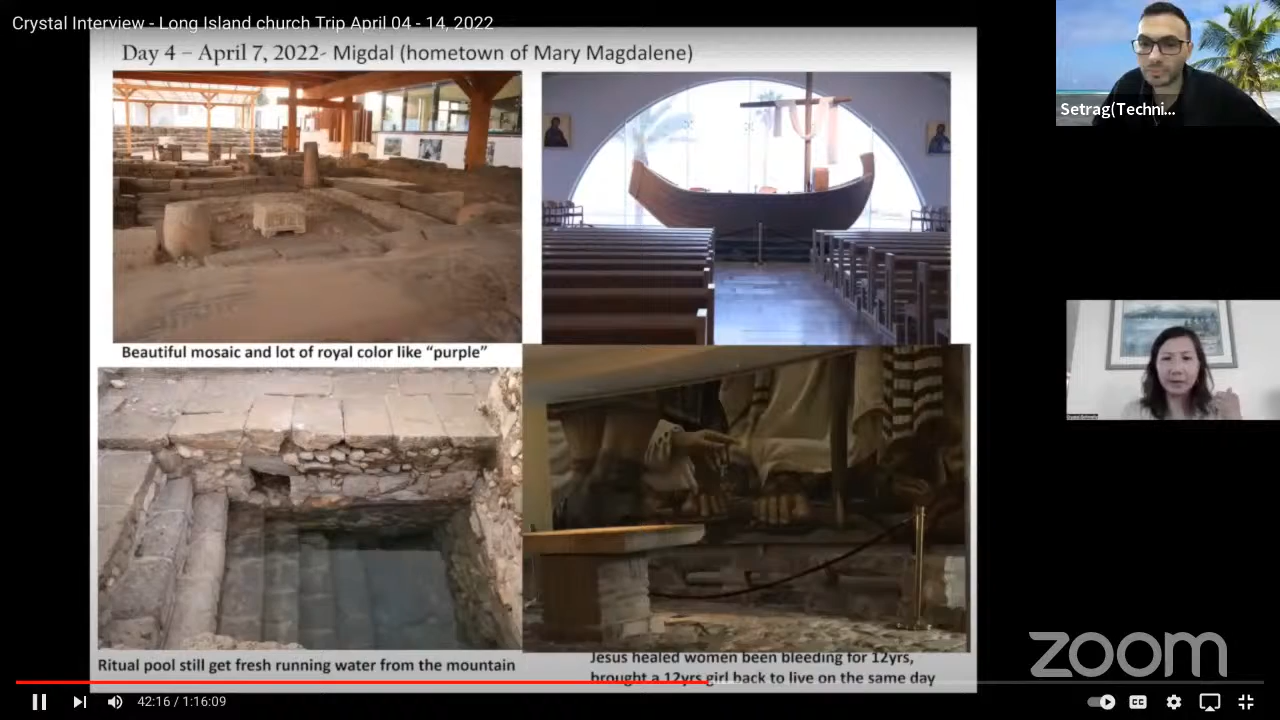 Crystal Interview - Long Island church Trip April 04 - 14, 2022
Day 4 – April 7, 2022- Migdal (hometown of Mary Magdalene)
Setrag(Techni...
Beautiful mosaic and lot of royal color like “purple”
Ritual pool still get fresh running water from the mountain
Jesus healed women been bleeding for 12yrs,
brought a 12yrs girl back to live on the same day
zoom
42:16 / 1:16:09
CC